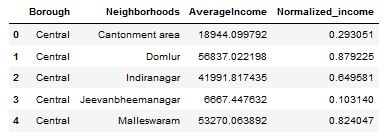 Borough Neighborhoods AverageIncome Normalized_income
0 Central Cantonment area 18944.099792 0.293051
1 Central Domlur 56837.022198 0.879225
2 Central Indiranagar 41991.817435 0.649581
3 Central Jeevanbheemanagar 6667.447632 0.103140
4 Central Malleswaram 53270.063892 0.824047